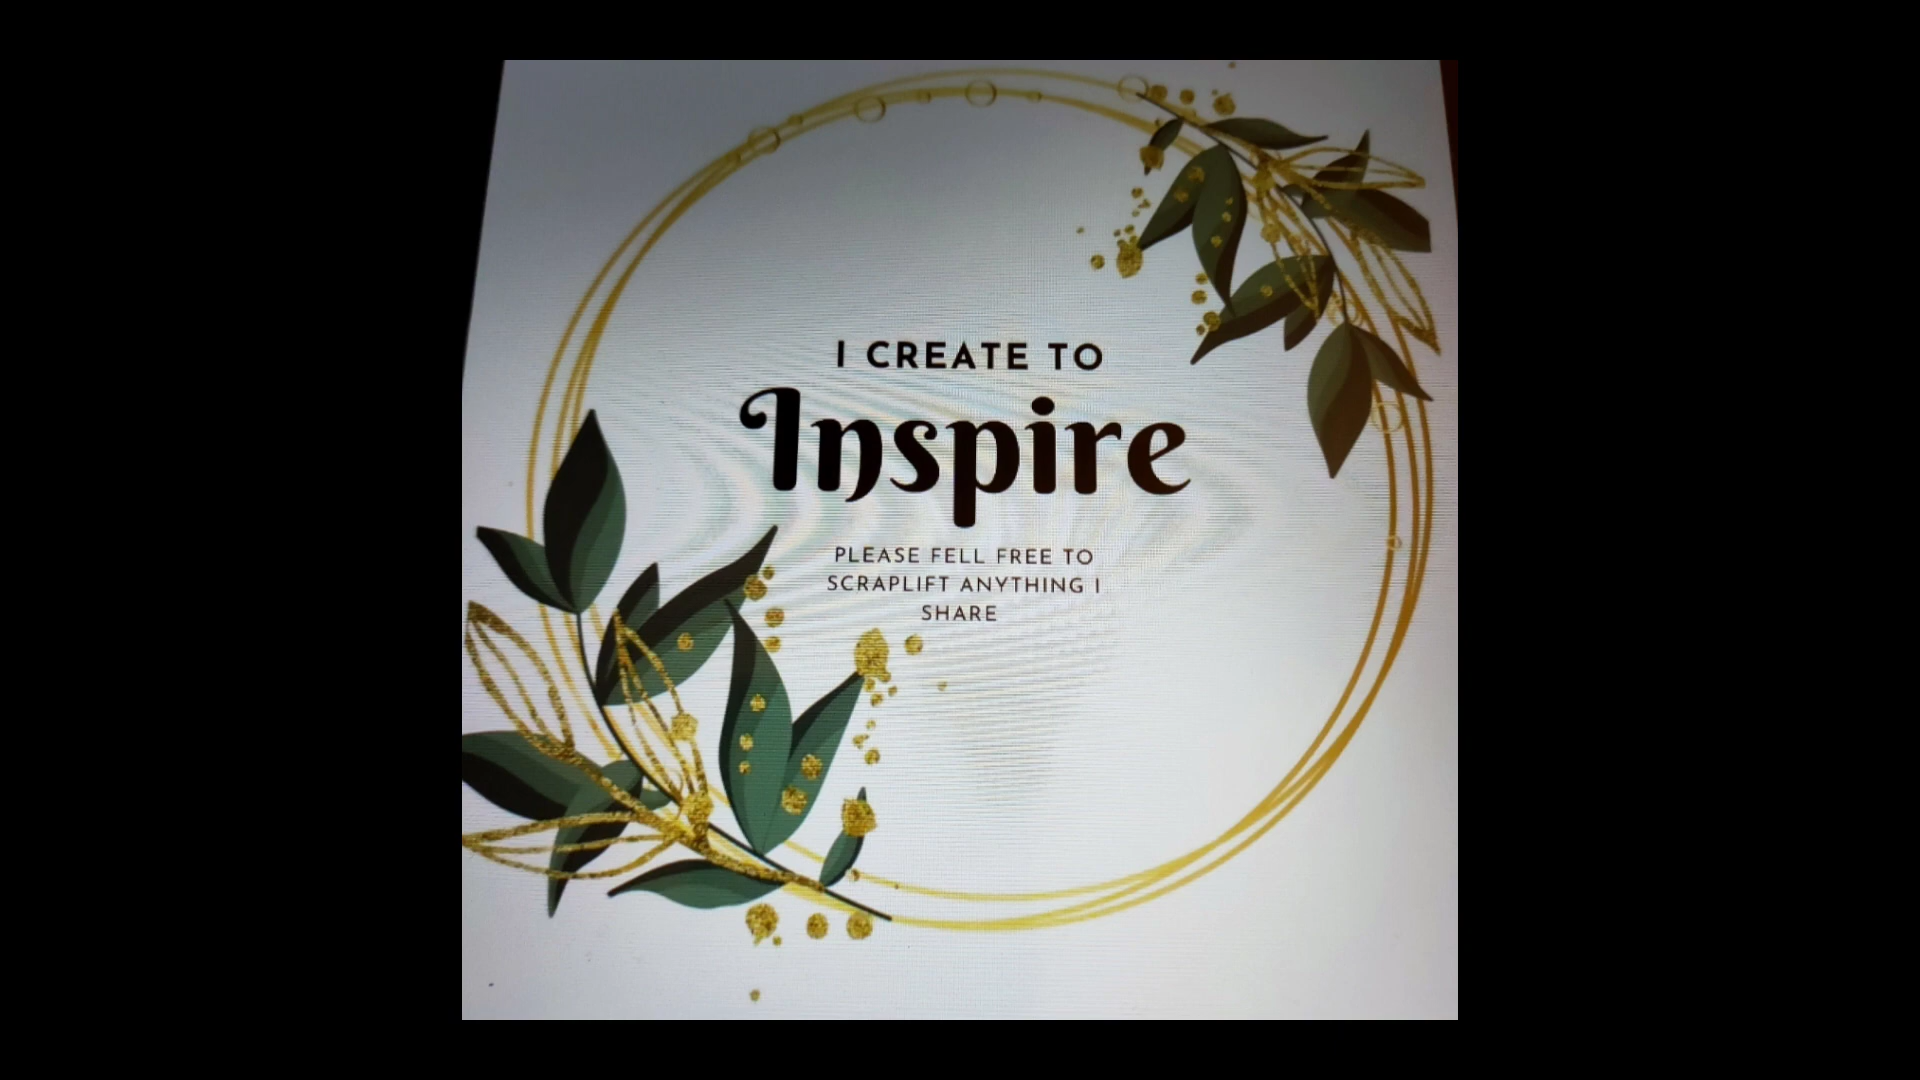 I CREATE TO
Inspire
PLEASE FELL FREE TO
SCRAPLIFT ANYTHING I
SHARE